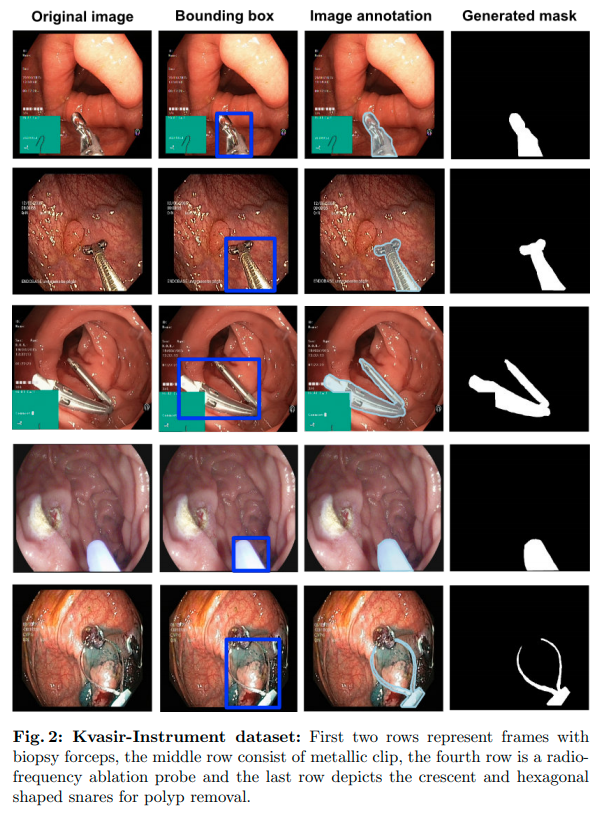 Original image Bounding box Image annotation Generated mask
Fig. 2: Kvasir-Instrument dataset: First two rows represent frames with
biopsy forceps, the middle row consist of metallic clip, the fourth row is a radio-
frequency ablation probe and the last row depicts the crescent and hexagonal
shaped snares for polyp removal.